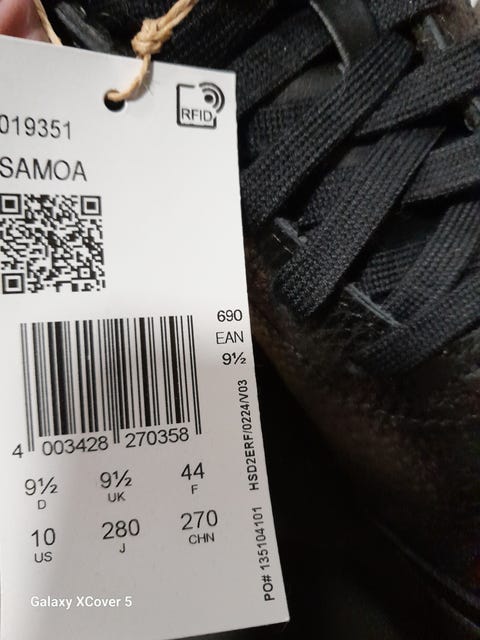 RFID
019351
SAMOA
690
EAN
9½
4 003428 270358
9½ 9½ 44
D UK F
10 280 270
US J CHN
PO# 135104101 HSD2ERF/0224/V03
Galaxy XCover 5